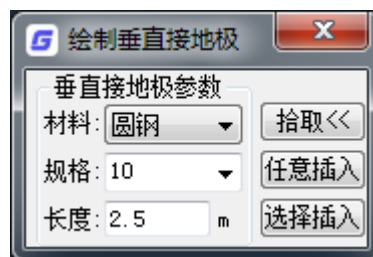 G 绘制垂直接地极
垂直接地极参数
材料: 圆钢 拾取<<
规格: 10 任意插入
长度: 2.5 m 选择插入